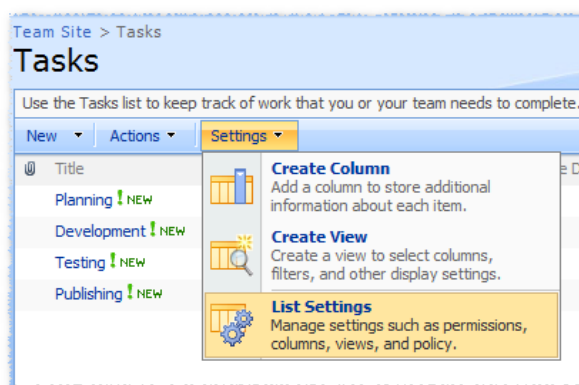 Team Site > Tasks
Tasks
Use the Tasks list to keep track of work that you or your team needs to complete.
New Actions Settings
Title
Planning ! NEW
Development ! NEW
Testing ! NEW
Publishing ! NEW
Create Column
Add a column to store additional
information about each item.
Create View
Create a view to select columns,
filters, and other display settings.
List Settings
Manage settings such as permissions,
columns, views, and policy.